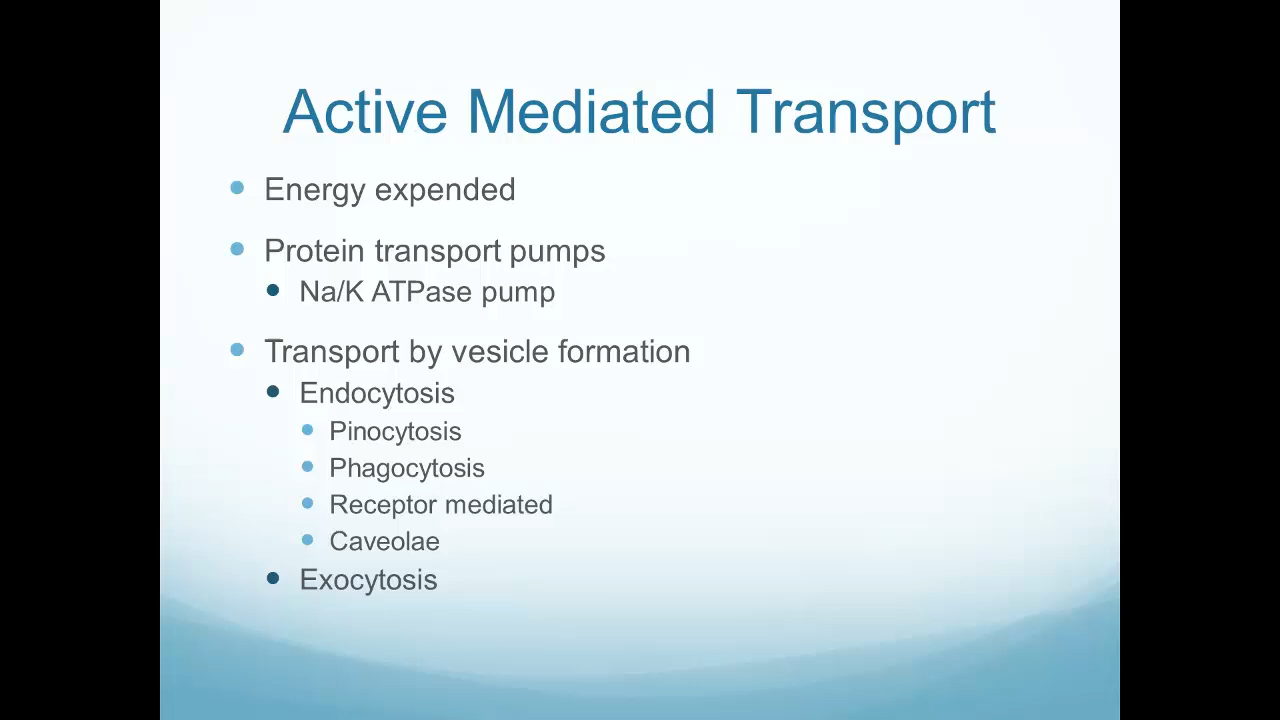 Active Mediated Transport
Energy expended
Protein transport pumps
Na/K ATPase pump
Transport by vesicle formation
Endocytosis
Pinocytosis
Phagocytosis
Receptor mediated
Caveolae
Exocytosis